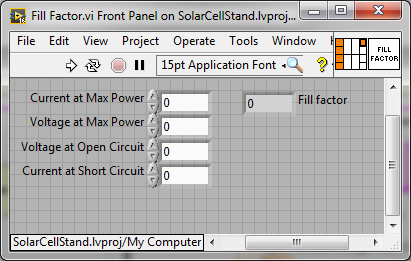 Fill Factor.vi Front Panel on SolarCellStand.lvproj...
File Edit View Project Operate Tools Window H
15pt Application Font
?
FILL
FACTOR
Current at Max Power 0 0 Fill factor
Voltage at Max Power 0
Voltage at Open Circuit 0
Current at Short Circuit 0
SolarCellStand.lvproj/My Computer